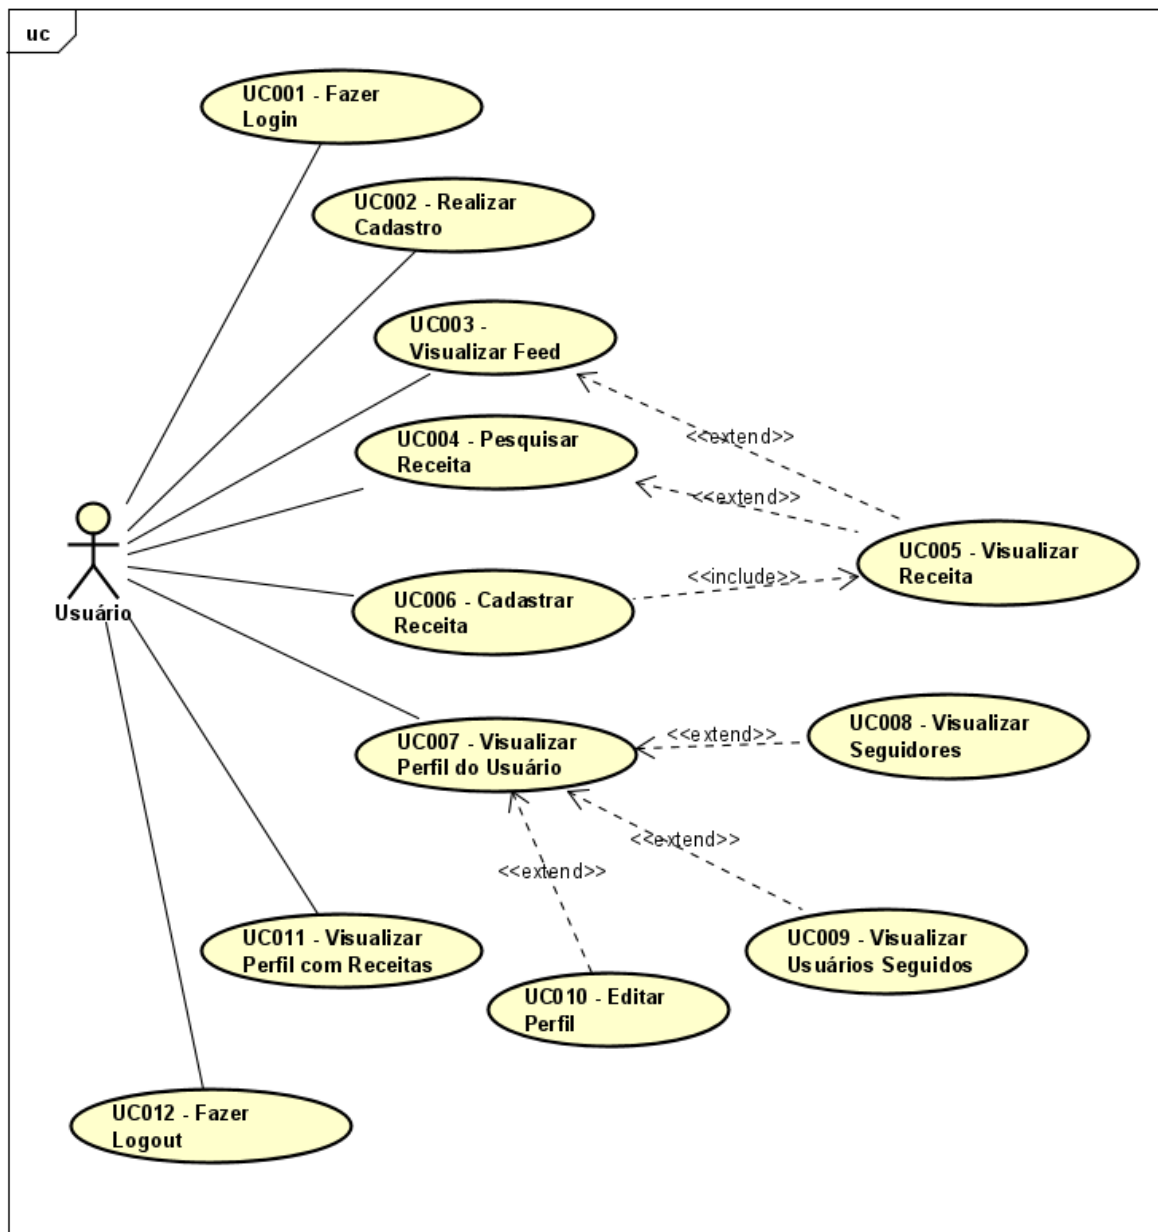 uc
UC001 - Fazer
Login
UC002 - Realizar
Cadastro
UC003 -
Visualizar Feed
<<extend>>
UC004 - Pesquisar
Receita
<<extend>>
UC005 - Visualizar
Receita
<<include>>
UC006 - Cadastrar
Receita
Usuário
UC007 - Visualizar
Perfil do Usuário
<<extend>>
UC008 - Visualizar
Seguidores
<<extend>>
<<extend>>
UC011 - Visualizar
Perfil com Receitas
UC009 - Visualizar
Usuários Seguidos
UC010 - Editar
Perfil
UC012 - Fazer
Logout